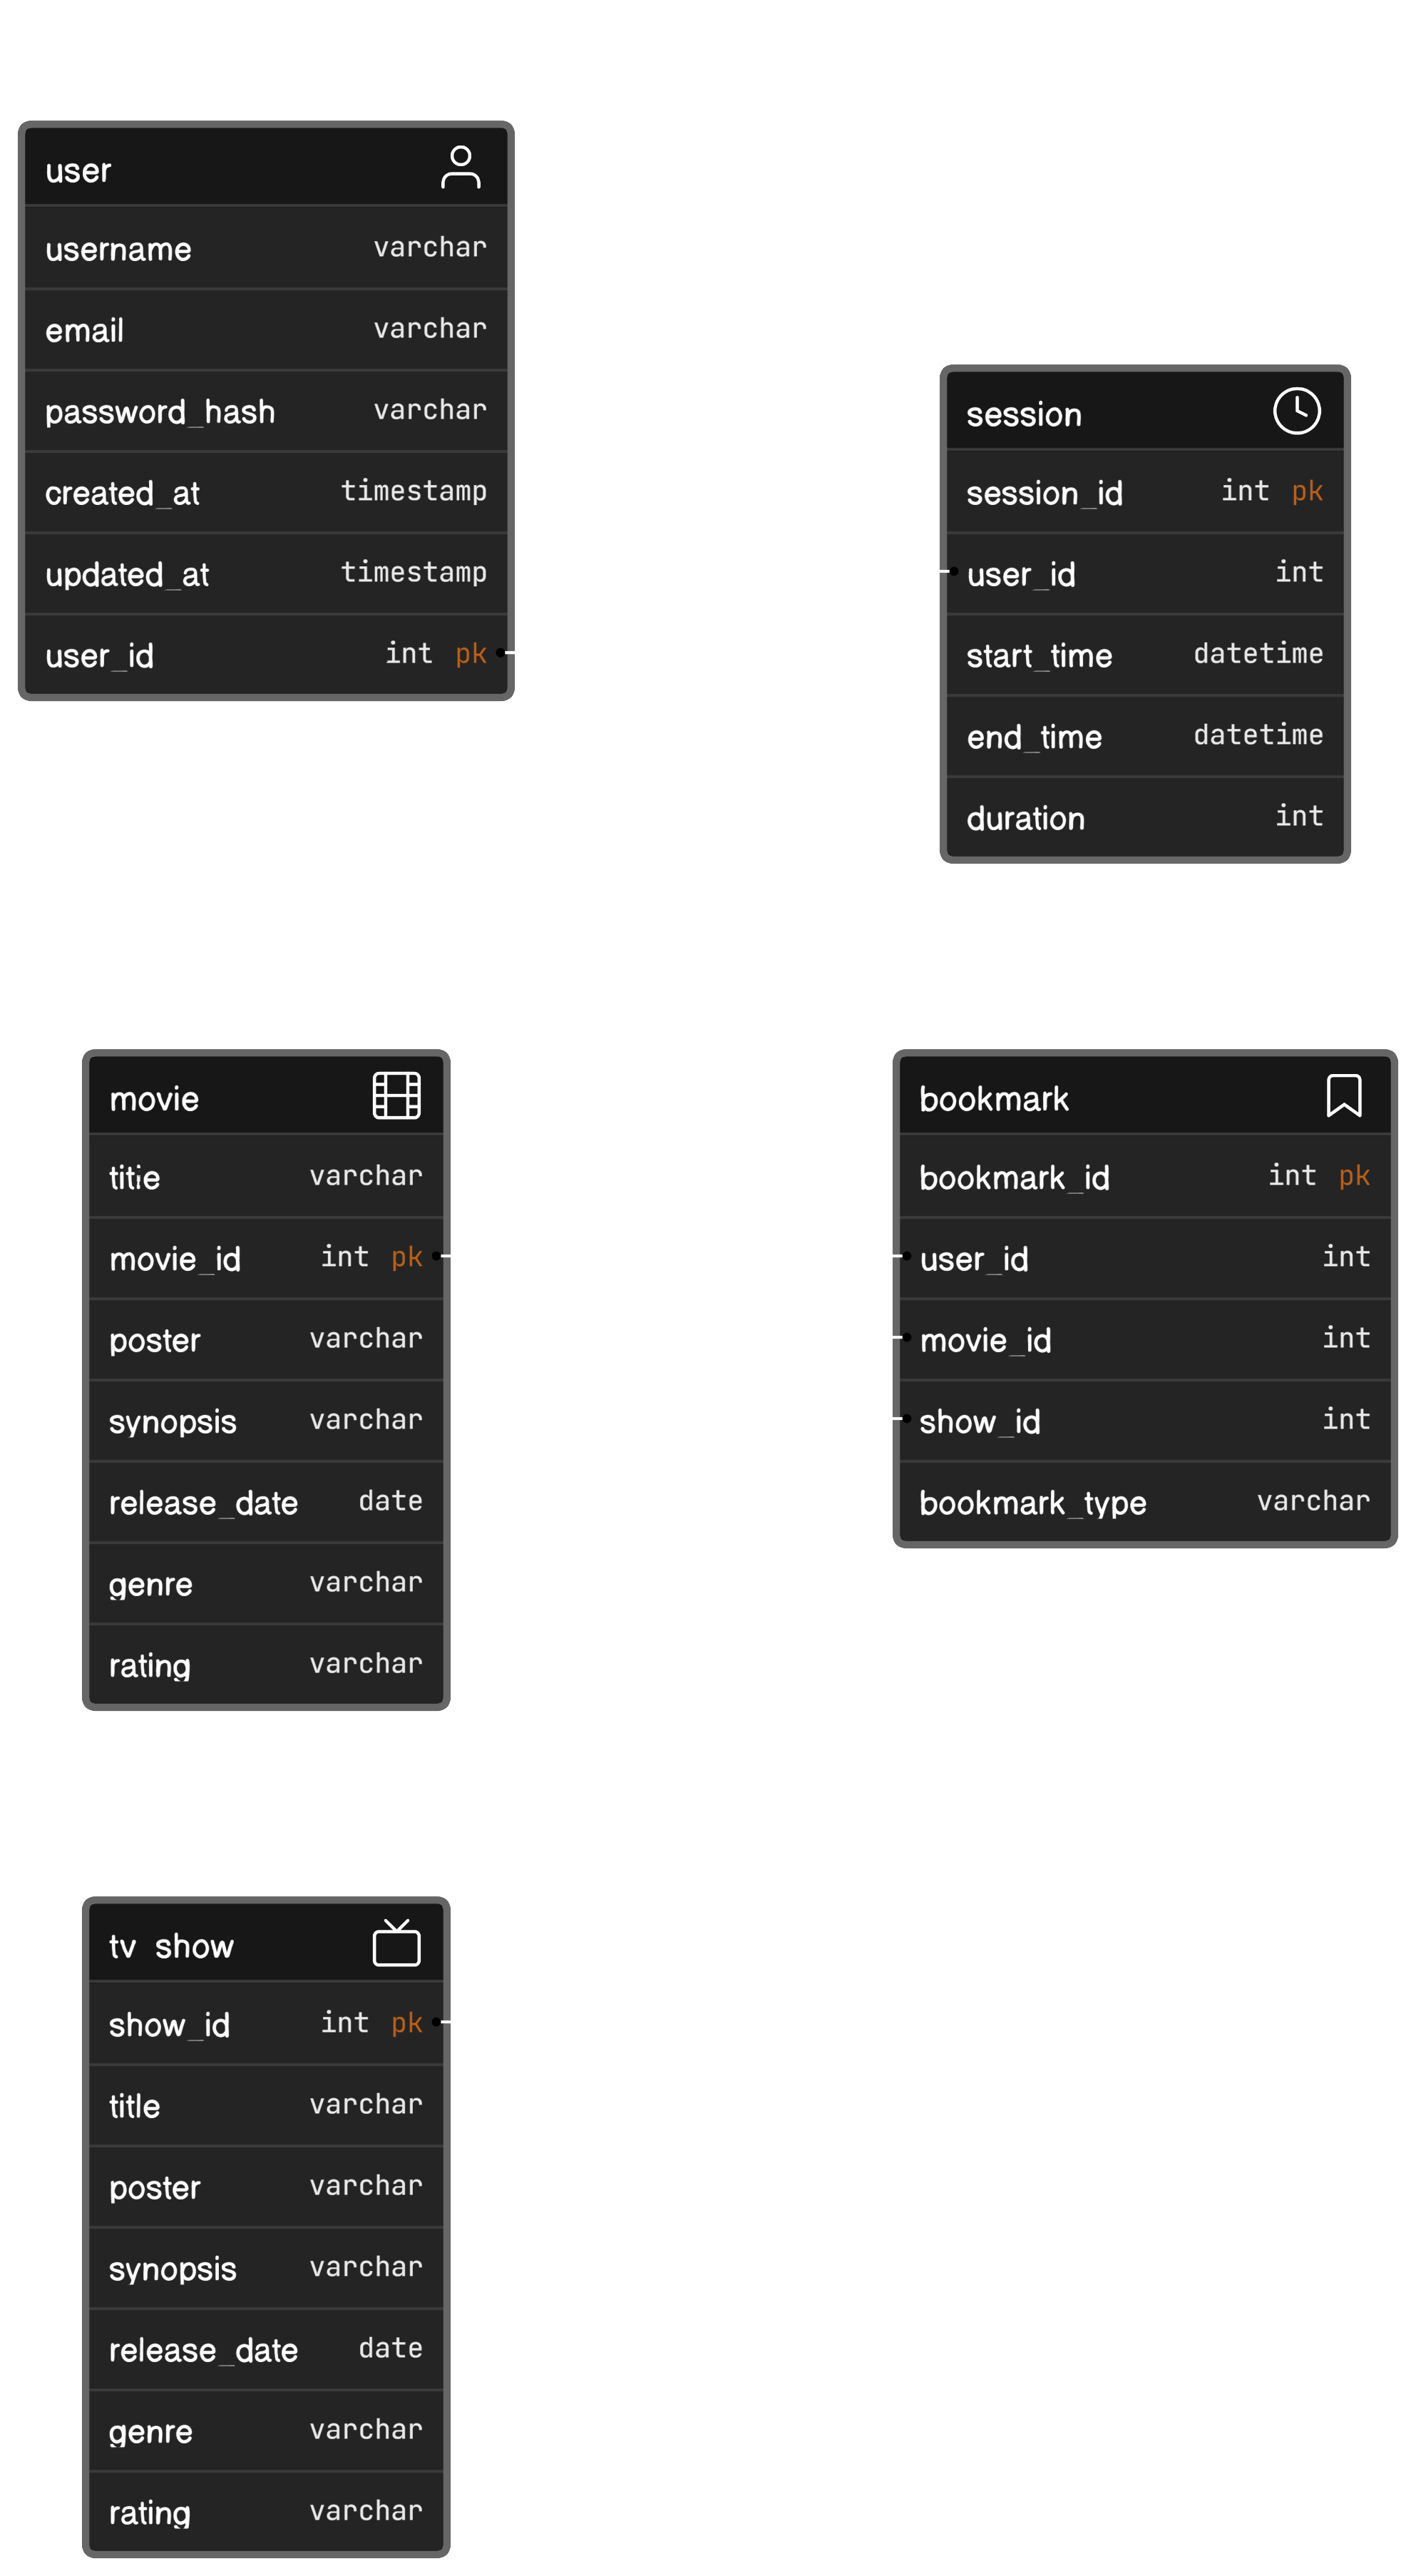 user
username varchar
email varchar
password_hash varchar
created_at timestamp
updated_at timestamp
user_id int pk
session
session_id int pk
user_id int
start_time datetime
end_time datetime
duration int
movie
title varchar
movie_id int pk
poster varchar
synopsis varchar
release_date date
genre varchar
rating varchar
bookmark
bookmark_id int pk
user_id int
movie_id int
show_id int
bookmark_type varchar
tv show
show_id int pk
title varchar
poster varchar
synopsis varchar
release_date date
genre varchar
rating varchar